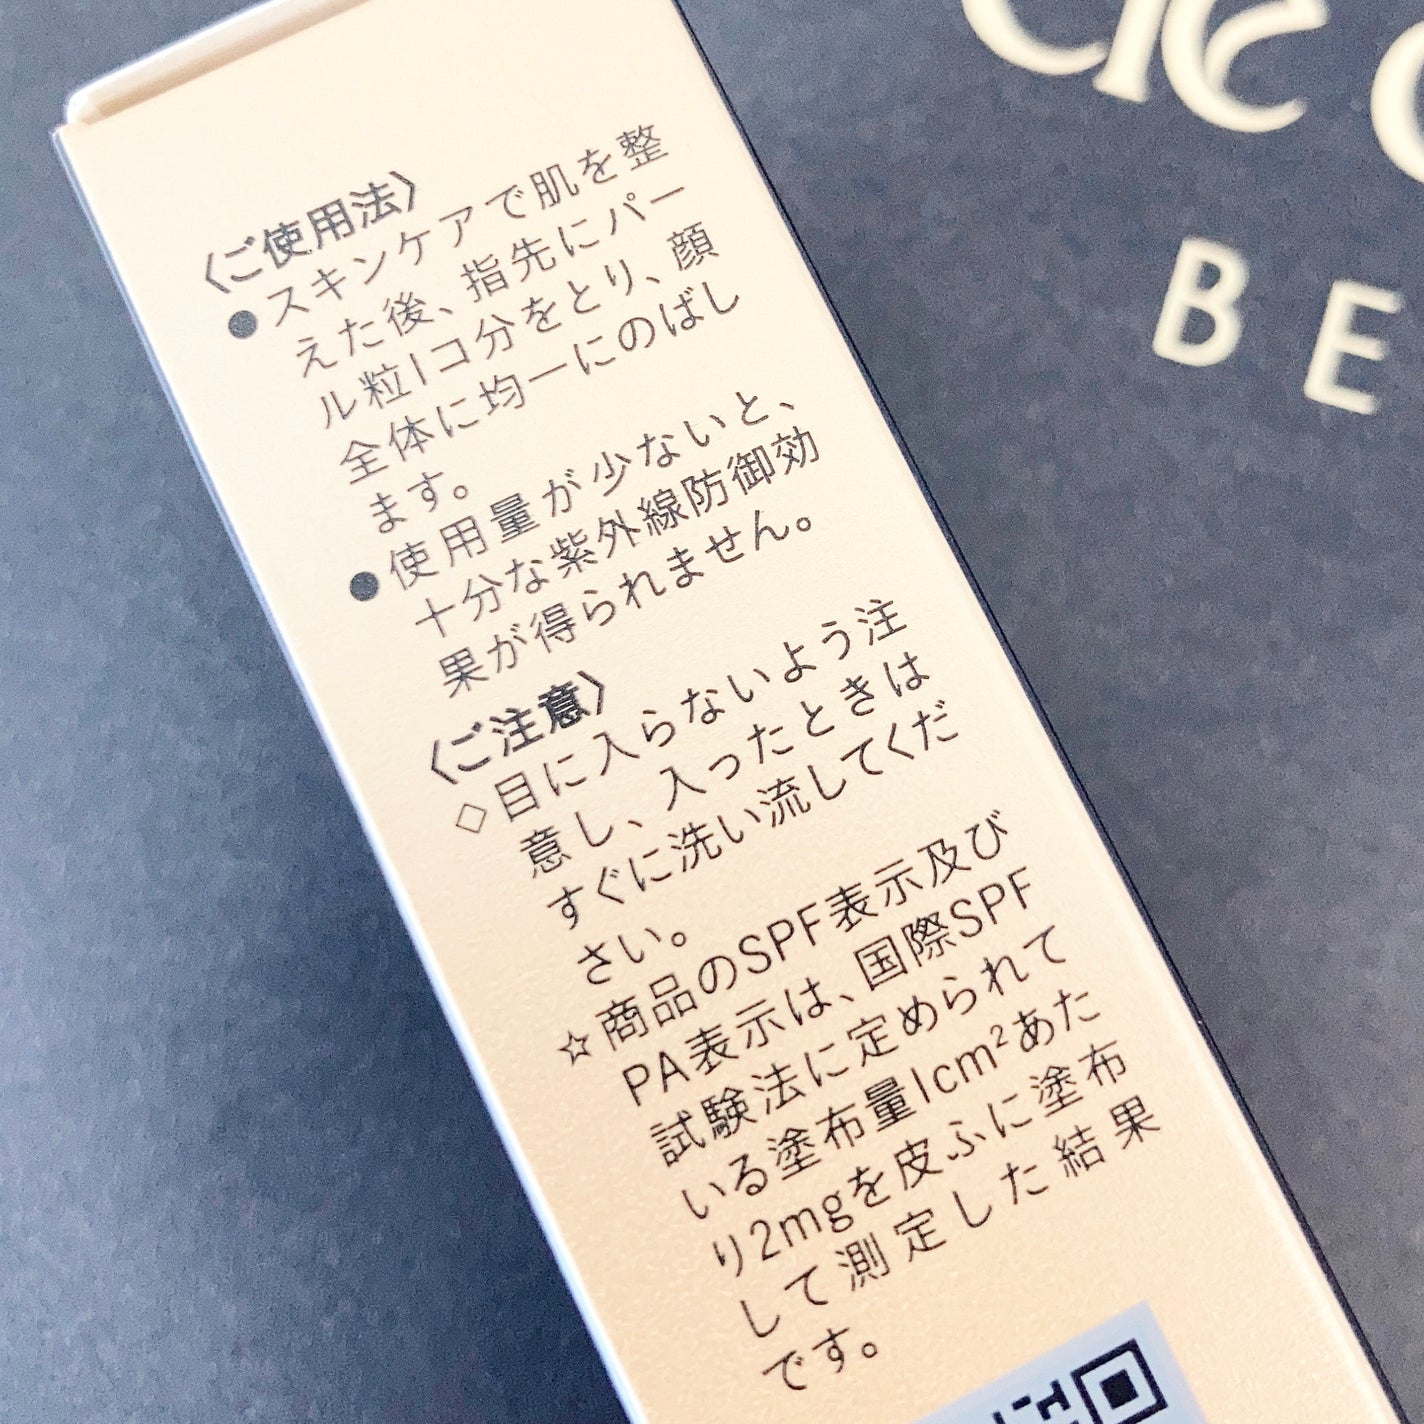 〈ご使用法〉
●スキンケアで肌を整
えた後、指先にパー
ル粒1コ分をとり、顔
全体に均一にのばし
ます。
●使用量が少ないと、
十分な紫外線防御効
果が得られません。
〈ご注意〉
◇目に入らないよう注
意し、入ったときは
すぐに洗い流してくだ
さい。
☆商品のSPF表示及び
PA表示は、国際SPF
試験法に定められて
いる塗布量1cm²あた
り2mgを皮ふに塗布
して測定した結果
です。
BE